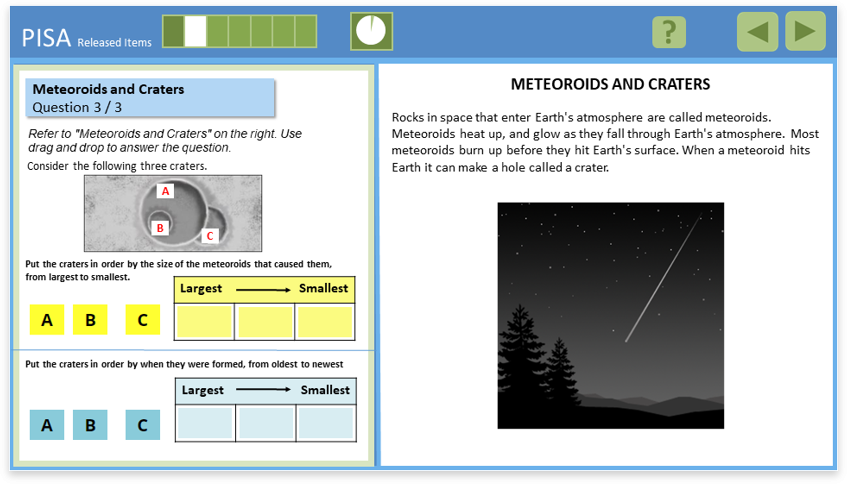 PISA Released Items
?
Meteoroids and Craters
Question 3 / 3
Refer to "Meteoroids and Craters" on the right. Use
drag and drop to answer the question.
Consider the following three craters.
A
B
C
Put the craters in order by the size of the meteoroids that caused them,
from largest to smallest.
Largest Smallest
A B C
Put the craters in order by when they were formed, from oldest to newest
Largest Smallest
A B C
METEOROIDS AND CRATERS
Rocks in space that enter Earth's atmosphere are called meteoroids.
Meteoroids heat up, and glow as they fall through Earth's atmosphere. Most
meteoroids burn up before they hit Earth's surface. When a meteoroid hits
Earth it can make a hole called a crater.